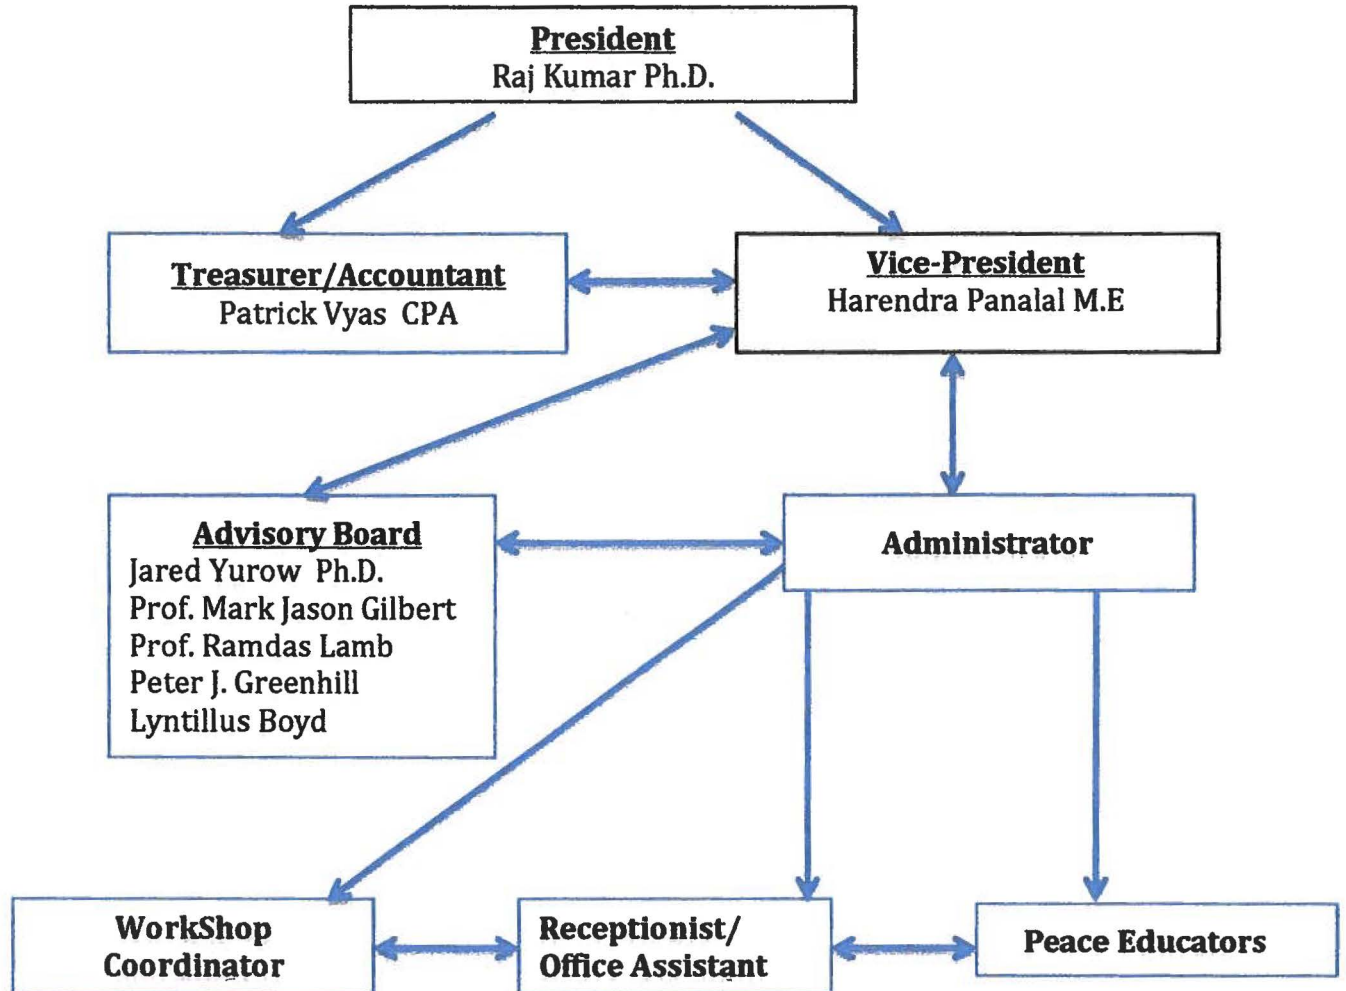 President
Raj Kumar Ph.D.
Treasurer/Accountant
Patrick Vyas CPA
Vice-President
Harendra Panalal M.E
Advisory Board
Jared Yurow Ph.D.
Prof. Mark Jason Gilbert
Prof. Ramdas Lamb
Peter J. Greenhill
Lyntillus Boyd
Administrator
WorkShop
Coordinator
Receptionist/
Office Assistant
Peace Educators